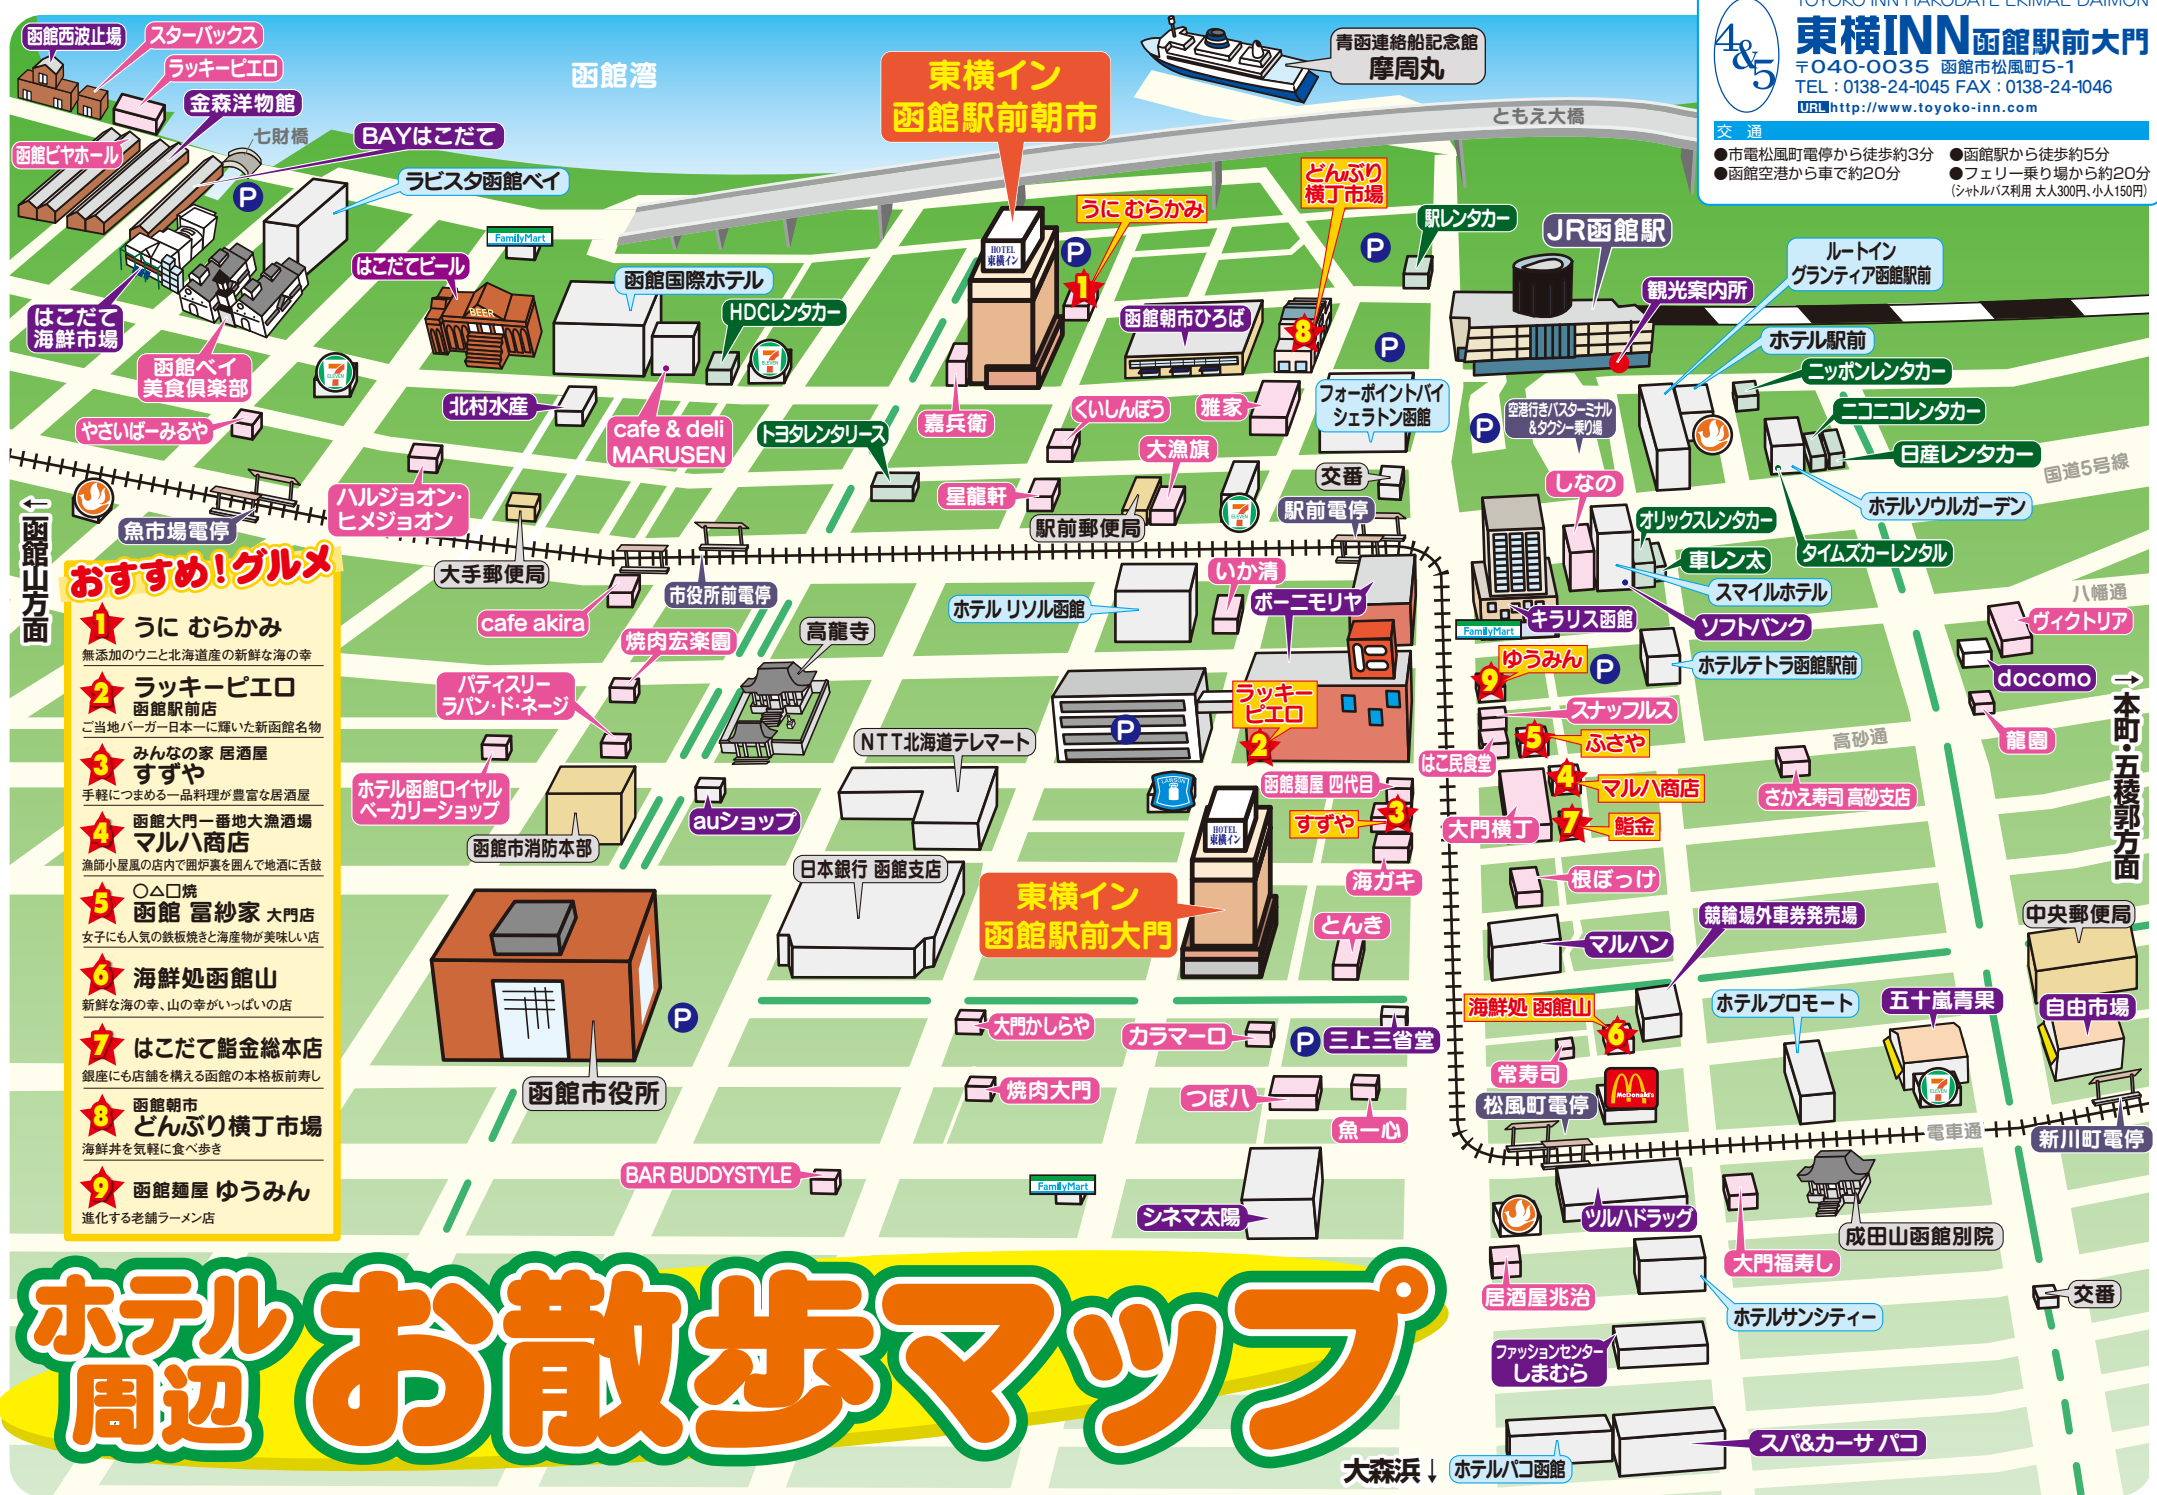 函館西波止場
スターバックス
ラッキーピエロ
金森洋物館
函館ビヤホール
七財橋
BAYはこだて
ラビスタ函館ベイ
函館湾
東横イン
函館駅前朝市
青函連絡船記念館
摩周丸
ともえ大橋
TOYOKO INN HAKODATE EKIMAE DAIMON
4&5
東横INN函館駅前大門
〒040-0035 函館市松風町5-1
TEL：0138-24-1045 FAX：0138-24-1046
URL http://www.toyoko-inn.com
交 通
●市電松風町電停から徒歩約3分 ●函館駅から徒歩約5分
●函館空港から車で約20分 ●フェリー乗り場から約20分
（シャトルバス利用 大人300円、小人150円）
P
はこだて
海鮮市場
函館ベイ
美食倶楽部
FamilyMart
はこだてビール
BEER
函館国際ホテル
HDCレンタカー
HOTEL
東横イン
P
うに むらかみ
1
どんぶり
横丁市場
8
函館朝市ひろば
P
駅レンタカー
P
JR函館駅
観光案内所
ルートイン
グランティア函館駅前
ホテル駅前
ニッポンレンタカー
ニコニコレンタカー
日産レンタカー
国道5号線
ホテルソウルガーデン
タイムズカーレンタル
7
ELEVEN
7
ELEVEN
北村水産
cafe & deli
MARUSEN
やさいばーみるや
トヨタレンタリース
嘉兵衛
くいしんぼう
雅家
フォーポイントバイ
シェラトン函館
P
空港行きバスターミナル
&タクシー乗り場
大漁旗
星龍軒
交番
駅前郵便局
7
ELEVEN
駅前電停
しなの
オリックスレンタカー
車レン太
スマイルホテル
ソフトバンク
キラリス函館
FamilyMart
八幡通
ヴィクトリア
docomo
龍園
←函館山方面
魚市場電停
ハルジョオン・
ヒメジョオン
大手郵便局
市役所前電停
cafe akira
ホテル リソル函館
いか清
ボーニモリヤ
焼肉宏楽園
高龍寺
パティスリー
ラパン・ド・ネージ
ホテル函館ロイヤル
ベーカリーショップ
函館市消防本部
auショップ
NTT北海道テレマート
P
ラッキー
ピエロ
2
LAWSON
函館麺屋 四代目
すずや
3
海ガキ
ゆうみん
9
P
ホテルテトラ函館駅前
スナッフルス
はこ民食堂
5
ふさや
4
マルハ商店
大門横丁
7
鮨金
高砂通
さかえ寿司 高砂支店
→本町・五稜郭方面
日本銀行 函館支店
HOTEL
東横イン
東横イン
函館駅前大門
とんき
根ぼっけ
マルハン
競輪場外車券発売場
中央郵便局
函館市役所
P
大門かしらや
カラマーロ
P
三上三省堂
海鮮処 函館山
6
ホテルプロモート
五十嵐青果
自由市場
常寿司
焼肉大門
つぼ八
魚一心
松風町電停
McDonald's
7
ELEVEN
電車通
新川町電停
BAR BUDDYSTYLE
FamilyMart
シネマ太陽
ツルハドラッグ
成田山函館別院
大門福寿し
居酒屋兆治
ホテルサンシティー
交番
ファッションセンター
しまむら
スパ&カーサ パコ
ホテルパコ函館
大森浜↓
おすすめ！グルメ
1 うに むらかみ
無添加のウニと北海道産の新鮮な海の幸
2 ラッキーピエロ
函館駅前店
ご当地バーガー日本一に輝いた新函館名物
3 みんなの家 居酒屋
すずや
手軽につまめる一品料理が豊富な居酒屋
4 函館大門一番地大漁酒場
マルハ商店
漁師小屋風の店内で囲炉裏を囲んで地酒に舌鼓
5 ○△□焼
函館 冨紗家 大門店
女子にも人気の鉄板焼きと海産物が美味しい店
6 海鮮処函館山
新鮮な海の幸、山の幸がいっぱいの店
7 はこだて鮨金総本店
銀座にも店舗を構える函館の本格板前寿し
8 函館朝市
どんぶり横丁市場
海鮮丼を気軽に食べ歩き
9 函館麺屋 ゆうみん
進化する老舗ラーメン店
ホテル
周辺
お散歩マップ